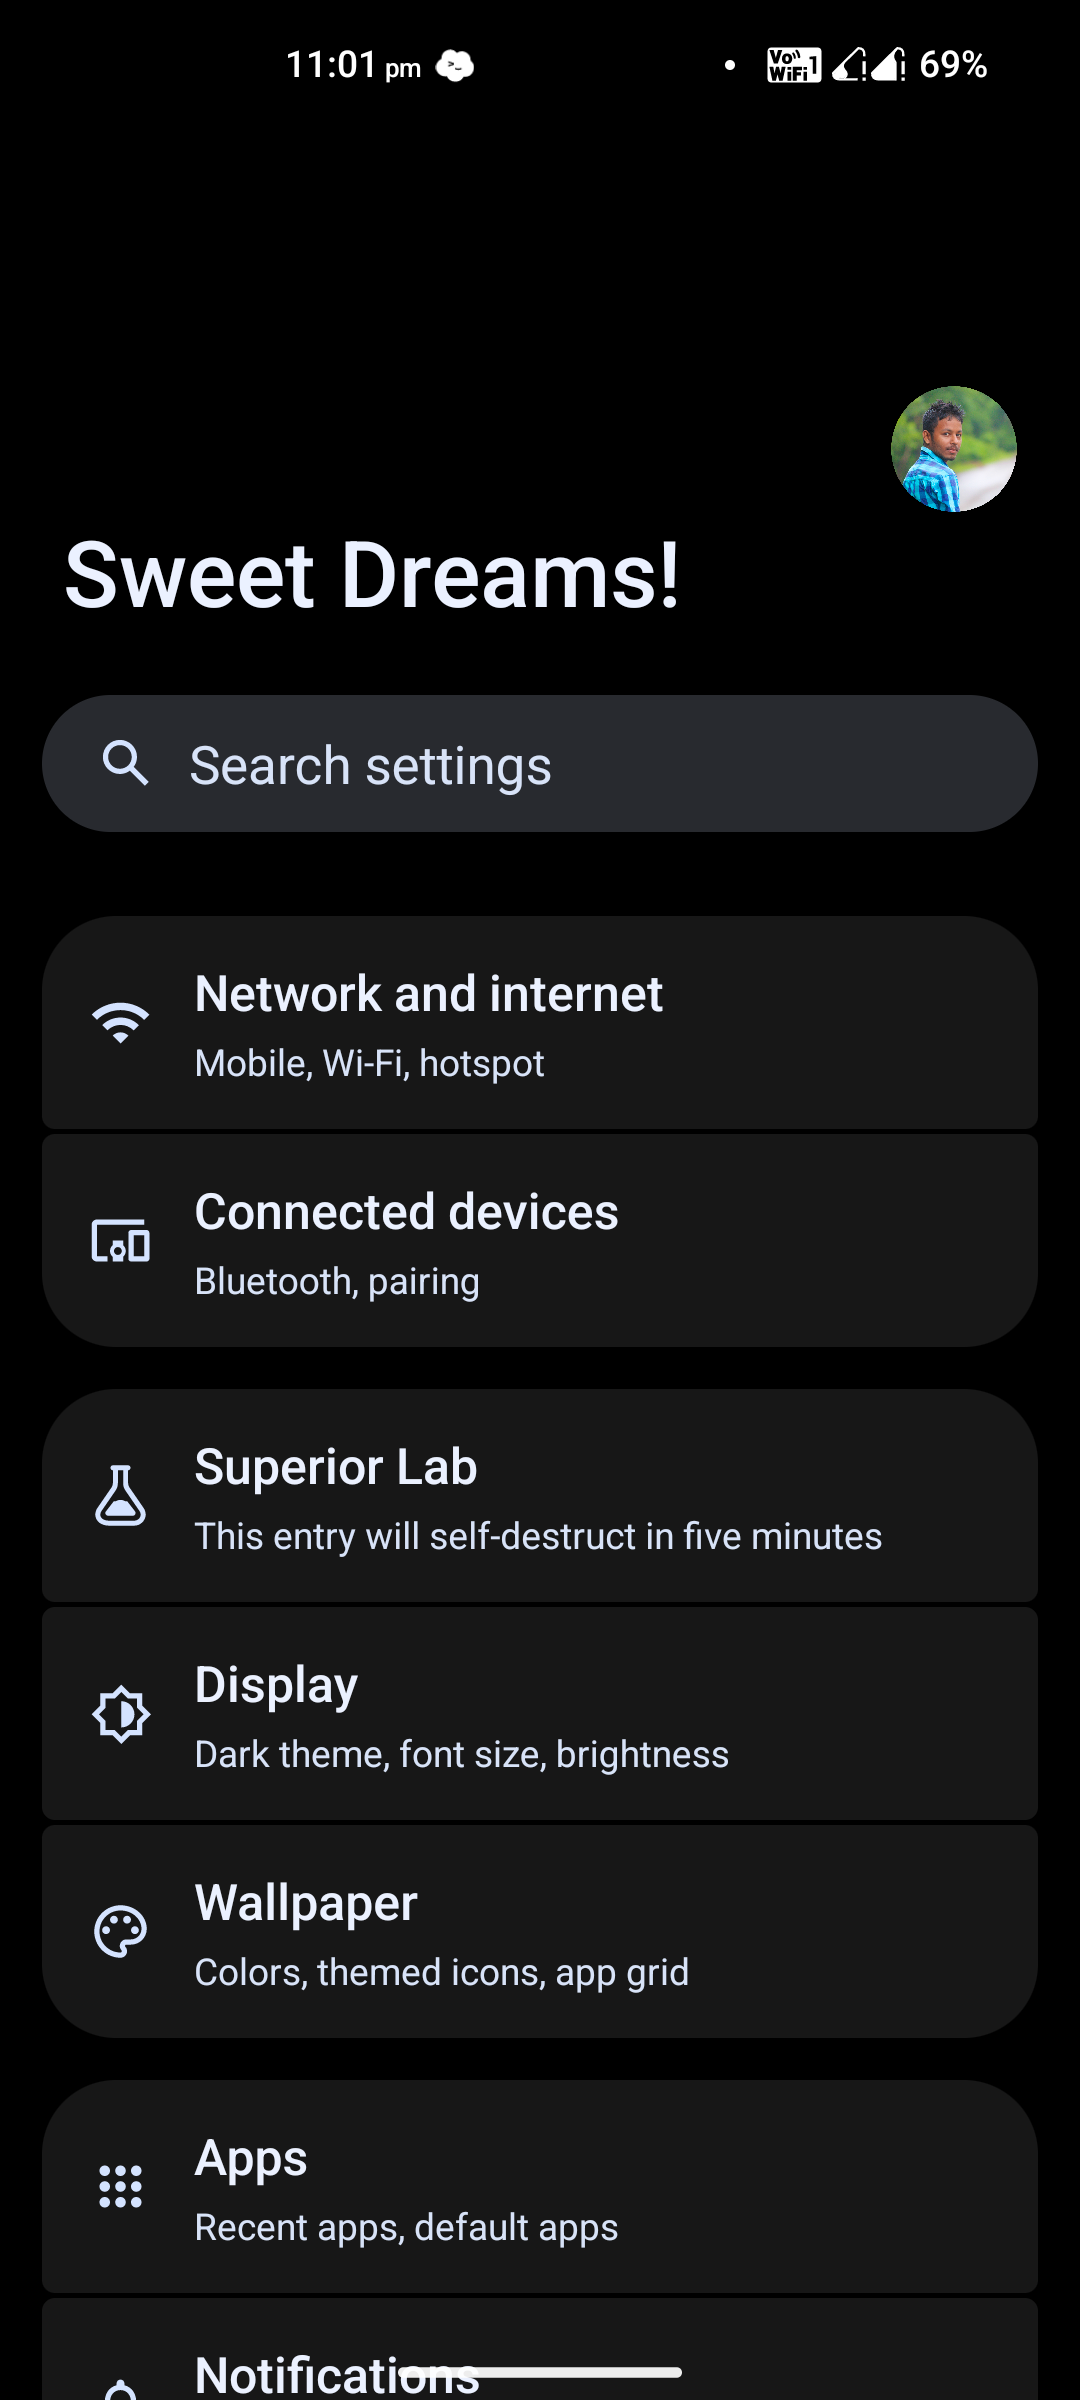 11:01 pm Vo WiFi 1 69%
Sweet Dreams!
Search settings
Network and internet
Mobile, Wi-Fi, hotspot
Connected devices
Bluetooth, pairing
Superior Lab
This entry will self-destruct in five minutes
Display
Dark theme, font size, brightness
Wallpaper
Colors, themed icons, app grid
Apps
Recent apps, default apps
Notifications